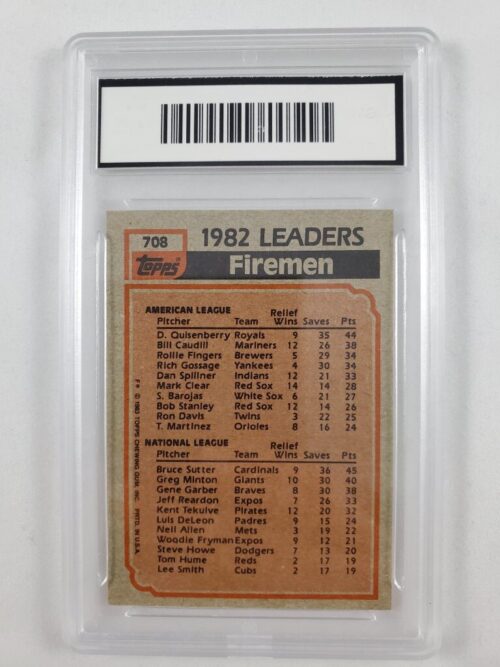 708
topps
1982 LEADERS
Firemen
AMERICAN LEAGUE
Relief
Pitcher Team Wins Saves Pts
D. Quisenberry Royals 9 35 44
Bill Caudill Mariners 12 26 38
Rollie Fingers Brewers 5 29 34
Rich Gossage Yankees 4 30 34
Dan Spillner Indians 12 21 33
Mark Clear Red Sox 14 14 28
S. Barojas White Sox 6 21 27
Bob Stanley Red Sox 12 14 26
Ron Davis Twins 3 22 25
T. Martinez Orioles 8 16 24
NATIONAL LEAGUE
Relief
Pitcher Team Wins Saves Pts
Bruce Sutter Cardinals 9 36 45
Greg Minton Giants 10 30 40
Gene Garber Braves 8 30 38
Jeff Reardon Expos 7 26 33
Kent Tekulve Pirates 12 20 32
Luis DeLeon Padres 9 15 24
Neil Allen Mets 3 19 22
Woodie Fryman Expos 9 12 21
Steve Howe Dodgers 7 13 20
Tom Hume Reds 2 17 19
Lee Smith Cubs 2 17 19
F* © 1983 TOPPS CHEWING GUM, INC. PRTD. IN U.S.A.